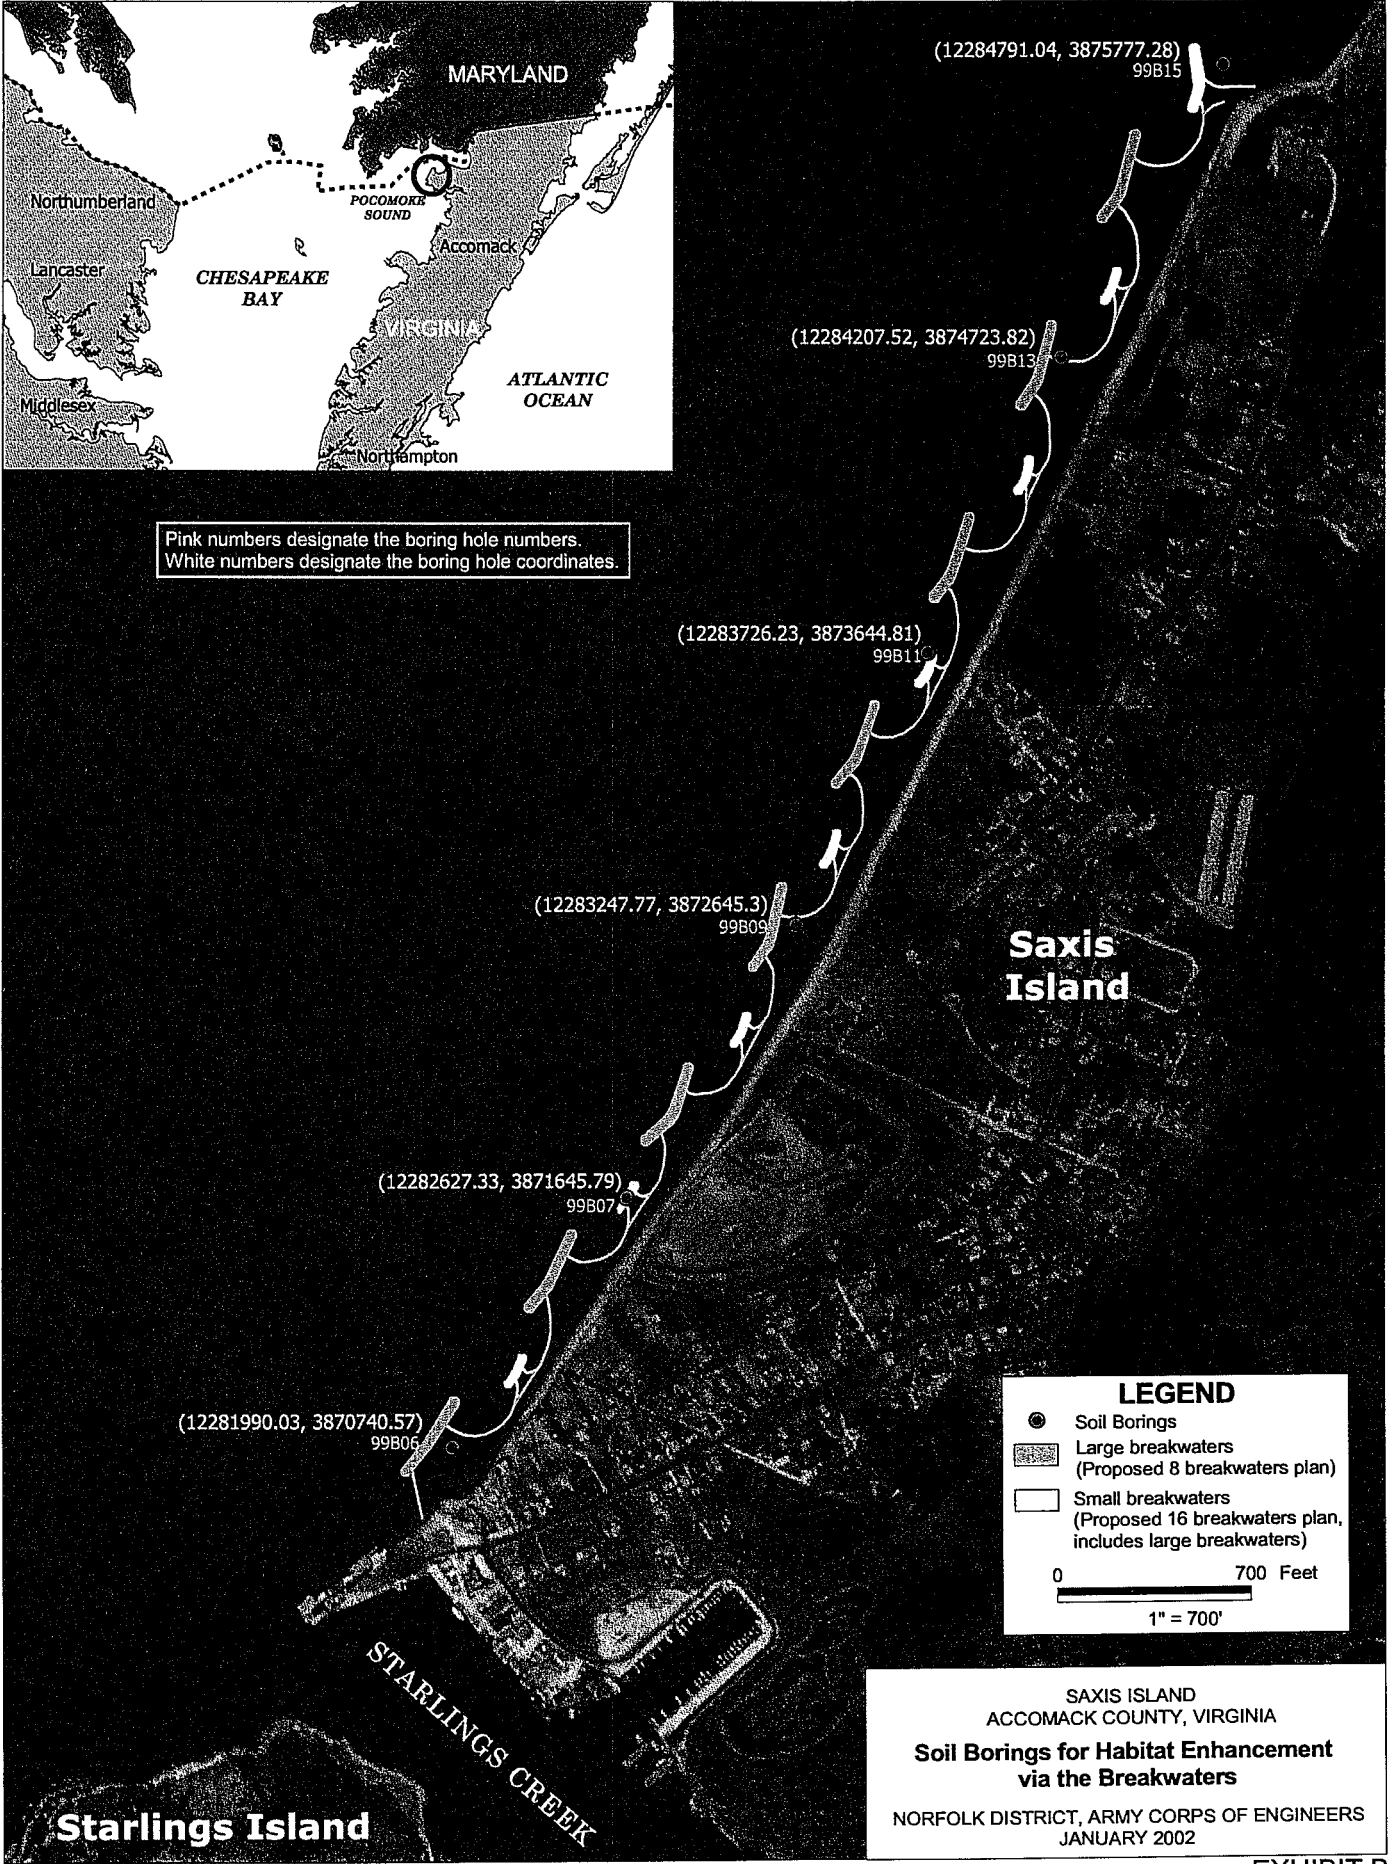 MARYLAND
Northumberland
POCOMOKE
SOUND
Accomack
Lancaster
CHESAPEAKE
BAY
VIRGINIA
ATLANTIC
OCEAN
Middlesex
Northampton
Pink numbers designate the boring hole numbers.
White numbers designate the boring hole coordinates.
(12284791.04, 3875777.28)
99B15
(12284207.52, 3874723.82)
99B13
(12283726.23, 3873644.81)
99B11
(12283247.77, 3872645.3)
99B09
Saxis
Island
(12282627.33, 3871645.79)
99B07
(12281990.03, 3870740.57)
99B06
LEGEND
Soil Borings
Large breakwaters
(Proposed 8 breakwaters plan)
Small breakwaters
(Proposed 16 breakwaters plan,
includes large breakwaters)
0 700 Feet
1" = 700'
STARLINGS CREEK
Starlings Island
SAXIS ISLAND
ACCOMACK COUNTY, VIRGINIA
Soil Borings for Habitat Enhancement
via the Breakwaters
NORFOLK DISTRICT, ARMY CORPS OF ENGINEERS
JANUARY 2002